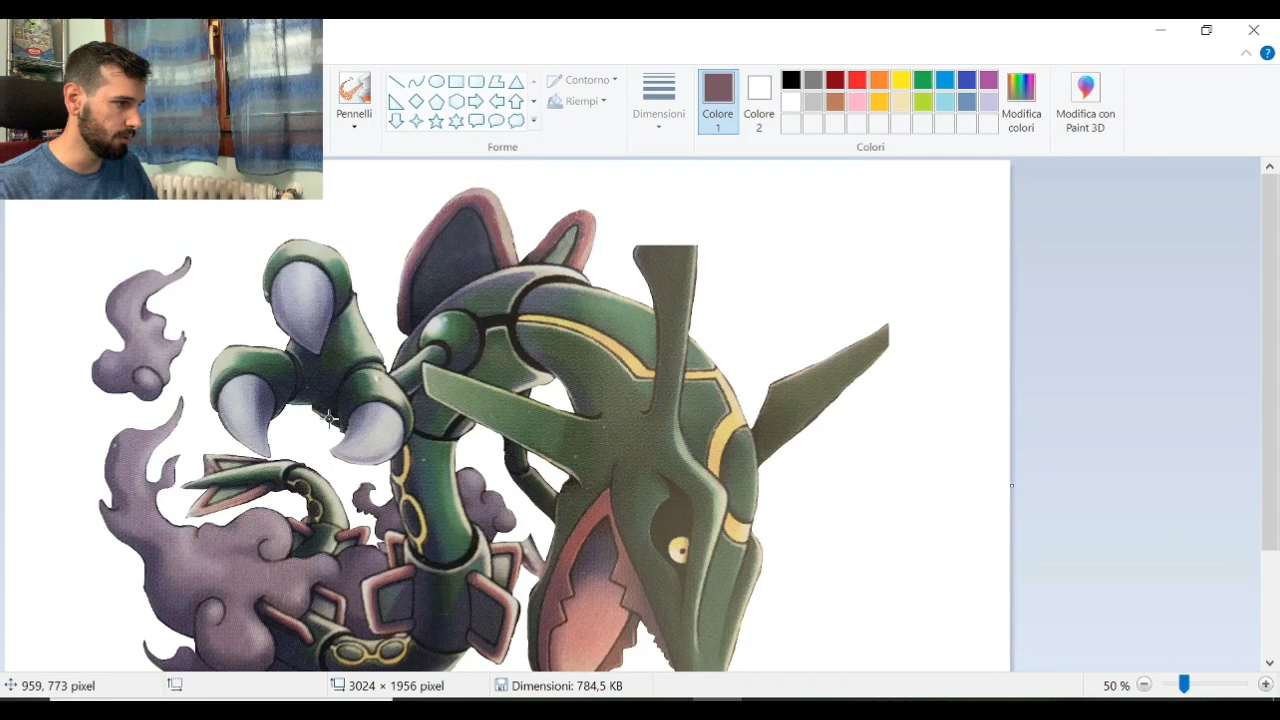 Pennelli
Contorno
Riempi
Forme
Dimensioni
Colore
1
Colore
2
Modifica
colori
Modifica con
Paint 3D
Colori
959, 773 pixel
3024 × 1956 pixel
Dimensioni: 784,5 KB
50 %